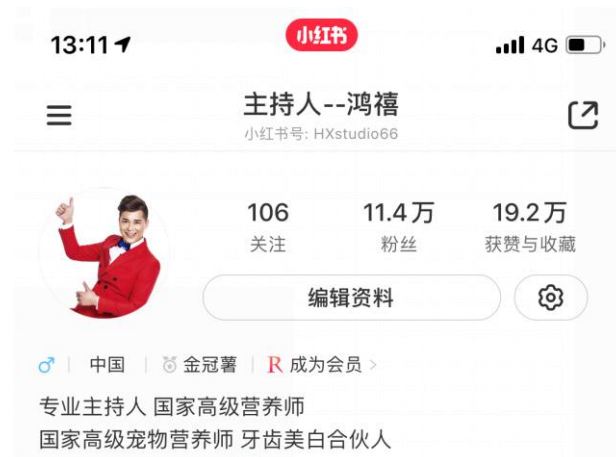 13:11
小红书
4G
主持人--鸿禧
小红书号: HXstudio66
106 11.4万 19.2万
关注 粉丝 获赞与收藏
编辑资料
中国 金冠薯 R 成为会员 >
专业主持人 国家高级营养师
国家高级宠物营养师 牙齿美白合伙人